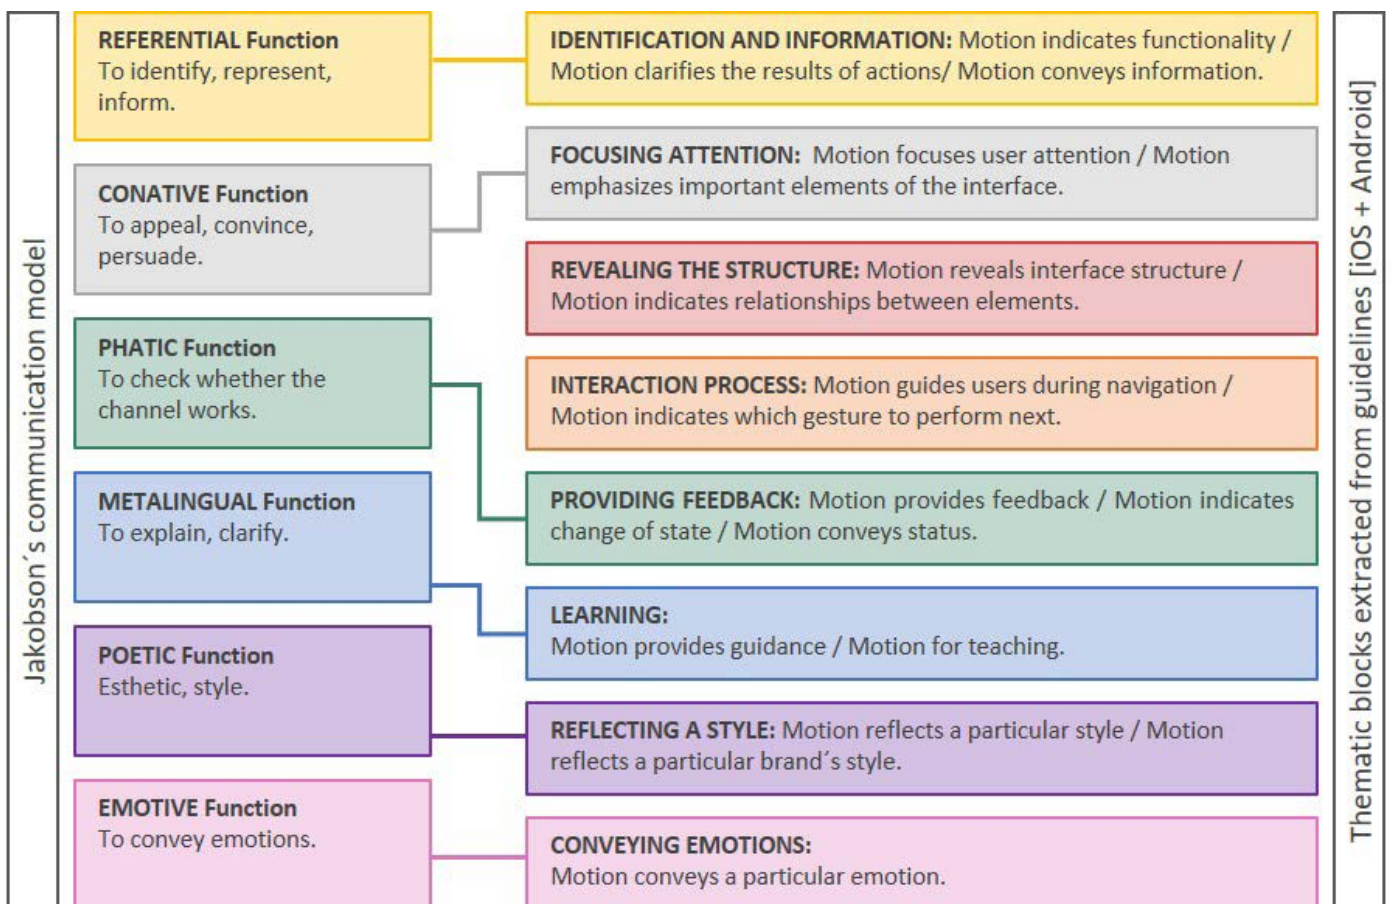 Jakobson´s communication model
REFERENTIAL Function
To identify, represent,
inform.
CONATIVE Function
To appeal, convince,
persuade.
PHATIC Function
To check whether the
channel works.
METALINGUAL Function
To explain, clarify.
POETIC Function
Esthetic, style.
EMOTIVE Function
To convey emotions.
IDENTIFICATION AND INFORMATION: Motion indicates functionality /
Motion clarifies the results of actions/ Motion conveys information.
FOCUSING ATTENTION: Motion focuses user attention / Motion
emphasizes important elements of the interface.
REVEALING THE STRUCTURE: Motion reveals interface structure /
Motion indicates relationships between elements.
INTERACTION PROCESS: Motion guides users during navigation /
Motion indicates which gesture to perform next.
PROVIDING FEEDBACK: Motion provides feedback / Motion indicates
change of state / Motion conveys status.
LEARNING:
Motion provides guidance / Motion for teaching.
REFLECTING A STYLE: Motion reflects a particular style / Motion
reflects a particular brand´s style.
CONVEYING EMOTIONS:
Motion conveys a particular emotion.
Thematic blocks extracted from guidelines [iOS + Android]